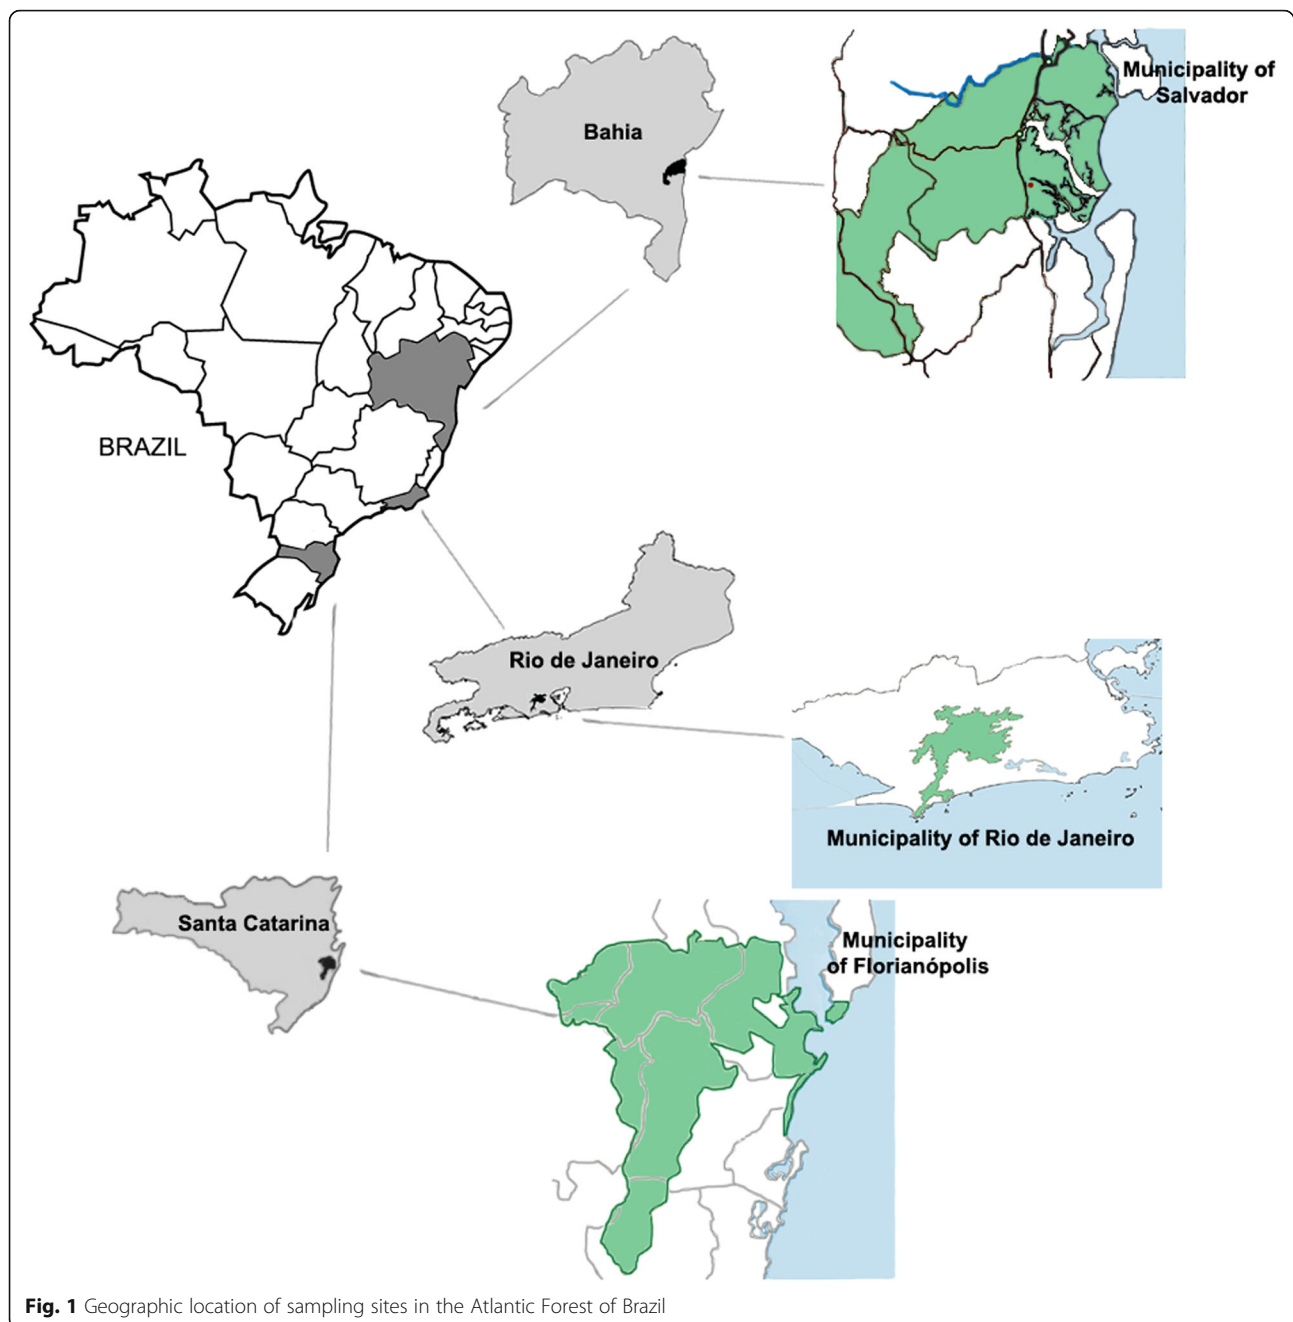 Bahia
Municipality of
Salvador
BRAZIL
Rio de Janeiro
Municipality of Rio de Janeiro
Santa Catarina
Municipality
of Florianópolis
Fig. 1 Geographic location of sampling sites in the Atlantic Forest of Brazil